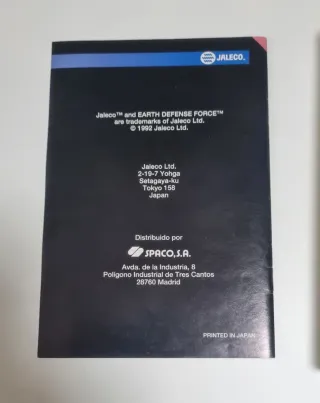 JALECO.
Jaleco™ and EARTH DEFENSE FORCE™
are trademarks of Jaleco Ltd.
© 1992 Jaleco Ltd.
Jaleco Ltd.
2-19-7 Yohga
Setagaya-ku
Tokyo 158
Japan
Distribuido por
SPACO, S.A.
Avda. de la Industria, 8
Polígono Industrial de Tres Cantos
28760 Madrid
PRINTED IN JAPAN